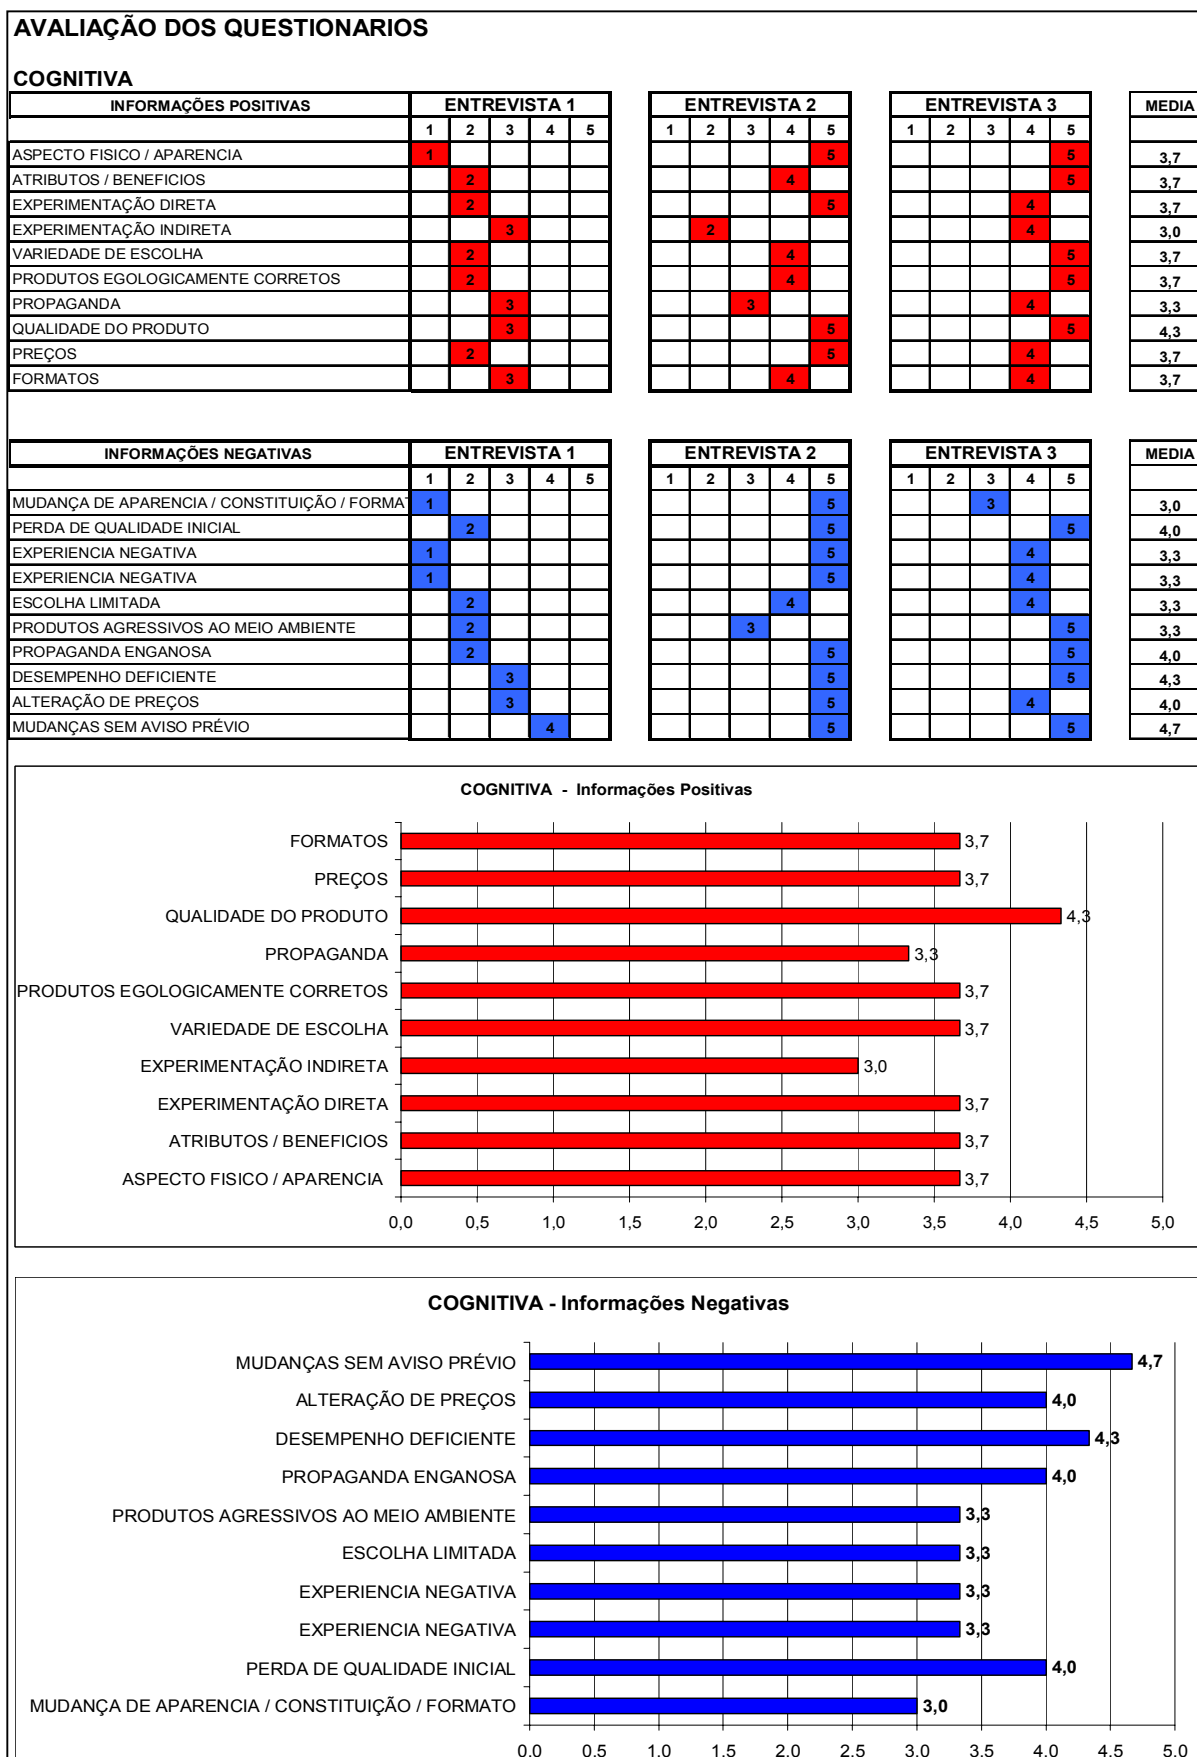 AVALIAÇÃO DOS QUESTIONARIOS
COGNITIVA
INFORMAÇÕES POSITIVAS ENTREVISTA 1 ENTREVISTA 2 ENTREVISTA 3 MEDIA
1 2 3 4 5 1 2 3 4 5 1 2 3 4 5
ASPECTO FISICO / APARENCIA 1 5 5 3,7
ATRIBUTOS / BENEFICIOS 2 4 5 3,7
EXPERIMENTAÇÃO DIRETA 2 5 4 3,7
EXPERIMENTAÇÃO INDIRETA 3 2 4 3,0
VARIEDADE DE ESCOLHA 2 4 5 3,7
PRODUTOS EGOLOGICAMENTE CORRETOS 2 4 5 3,7
PROPAGANDA 3 3 4 3,3
QUALIDADE DO PRODUTO 3 5 5 4,3
PREÇOS 2 5 4 3,7
FORMATOS 3 4 4 3,7
INFORMAÇÕES NEGATIVAS ENTREVISTA 1 ENTREVISTA 2 ENTREVISTA 3 MEDIA
1 2 3 4 5 1 2 3 4 5 1 2 3 4 5
MUDANÇA DE APARENCIA / CONSTITUIÇÃO / FORMAT 1 5 3 3,0
PERDA DE QUALIDADE INICIAL 2 5 5 4,0
EXPERIENCIA NEGATIVA 1 5 4 3,3
EXPERIENCIA NEGATIVA 1 5 4 3,3
ESCOLHA LIMITADA 2 4 4 3,3
PRODUTOS AGRESSIVOS AO MEIO AMBIENTE 2 3 5 3,3
PROPAGANDA ENGANOSA 2 5 5 4,0
DESEMPENHO DEFICIENTE 3 5 5 4,3
ALTERAÇÃO DE PREÇOS 3 5 4 4,0
MUDANÇAS SEM AVISO PRÉVIO 4 5 5 4,7
COGNITIVA - Informações Positivas
FORMATOS 3,7
PREÇOS 3,7
QUALIDADE DO PRODUTO 4,3
PROPAGANDA 3,3
PRODUTOS EGOLOGICAMENTE CORRETOS 3,7
VARIEDADE DE ESCOLHA 3,7
EXPERIMENTAÇÃO INDIRETA 3,0
EXPERIMENTAÇÃO DIRETA 3,7
ATRIBUTOS / BENEFICIOS 3,7
ASPECTO FISICO / APARENCIA 3,7
0,0 0,5 1,0 1,5 2,0 2,5 3,0 3,5 4,0 4,5 5,0
COGNITIVA - Informações Negativas
MUDANÇAS SEM AVISO PRÉVIO 4,7
ALTERAÇÃO DE PREÇOS 4,0
DESEMPENHO DEFICIENTE 4,3
PROPAGANDA ENGANOSA 4,0
PRODUTOS AGRESSIVOS AO MEIO AMBIENTE 3,3
ESCOLHA LIMITADA 3,3
EXPERIENCIA NEGATIVA 3,3
EXPERIENCIA NEGATIVA 3,3
PERDA DE QUALIDADE INICIAL 4,0
MUDANÇA DE APARENCIA / CONSTITUIÇÃO / FORMATO 3,0
0,0 0,5 1,0 1,5 2,0 2,5 3,0 3,5 4,0 4,5 5,0